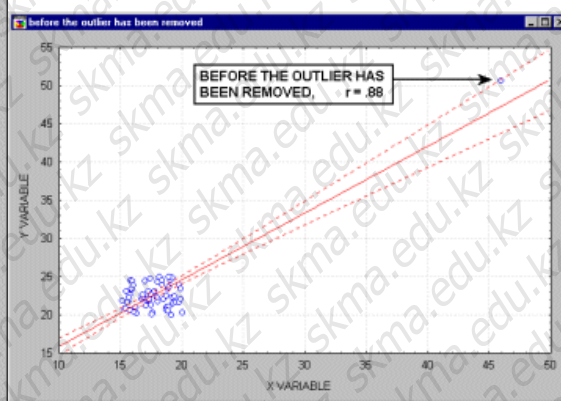 before the outlier has been removed
55
50
45
40
35
30
25
20
15
Y VARIABLE
BEFORE THE OUTLIER HAS
BEEN REMOVED, r = .88
10 15 20 25 30 35 40 45 50
X VARIABLE
skma.edu.kz